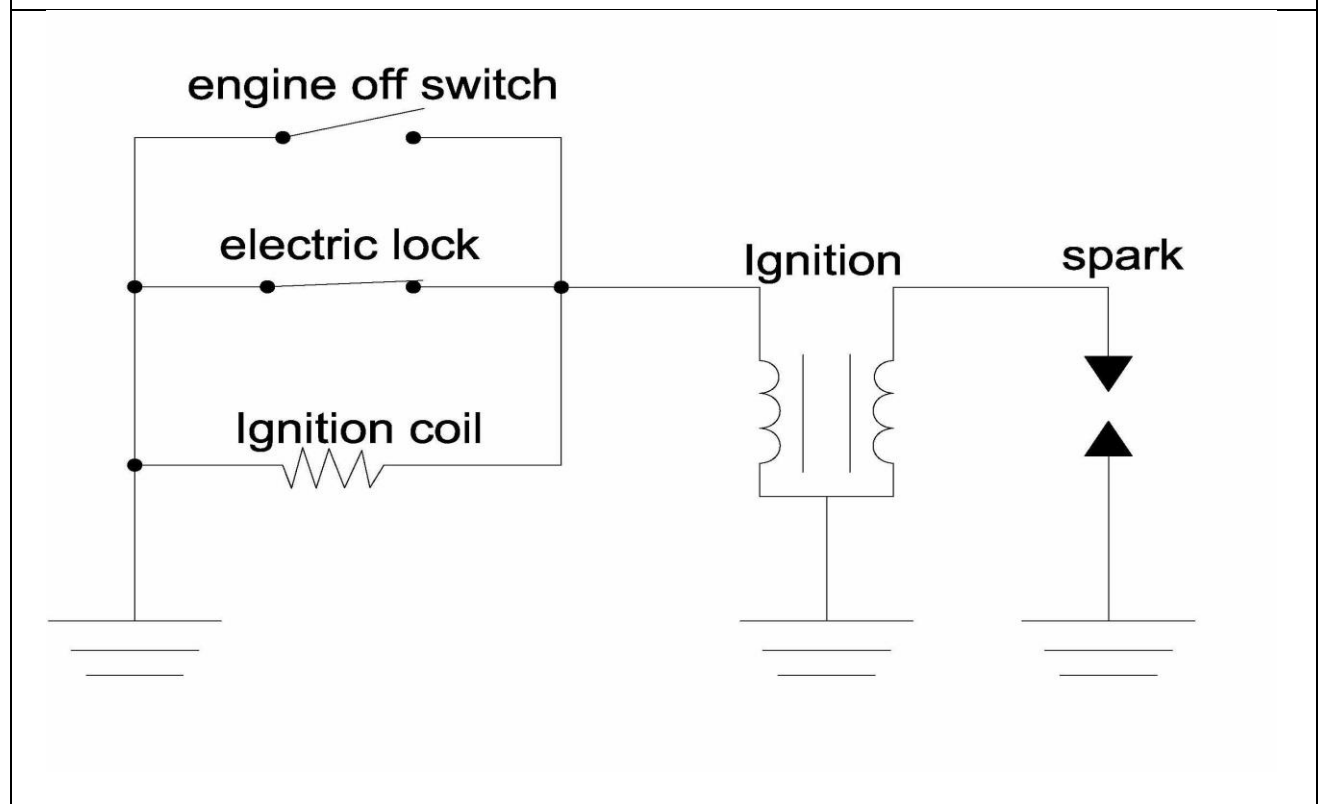 engine off switch
electric lock
Ignition
spark
Ignition coil